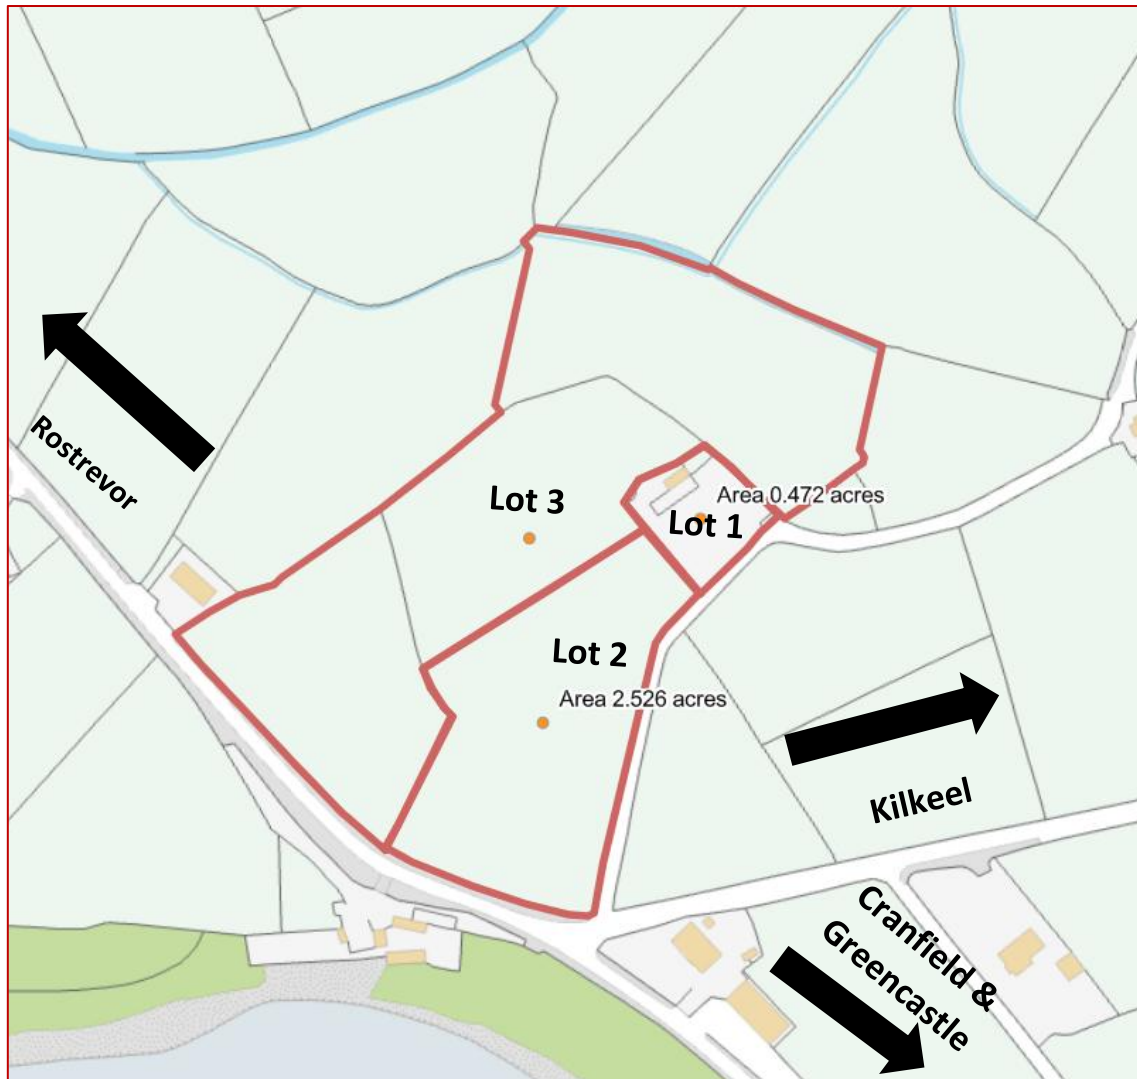 Rostrevor
Lot 3
Area 0.472 acres
Lot 1
Lot 2
Area 2.526 acres
Kilkeel
Cranfield &
Greencastle